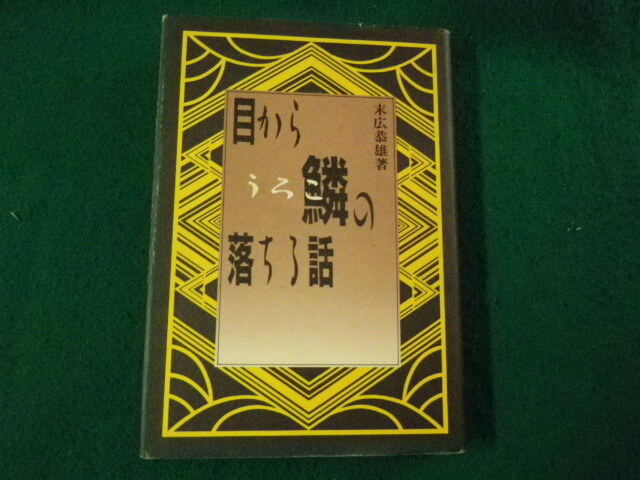 目から
うろこ
鱗の
落ちる話
末広恭雄著